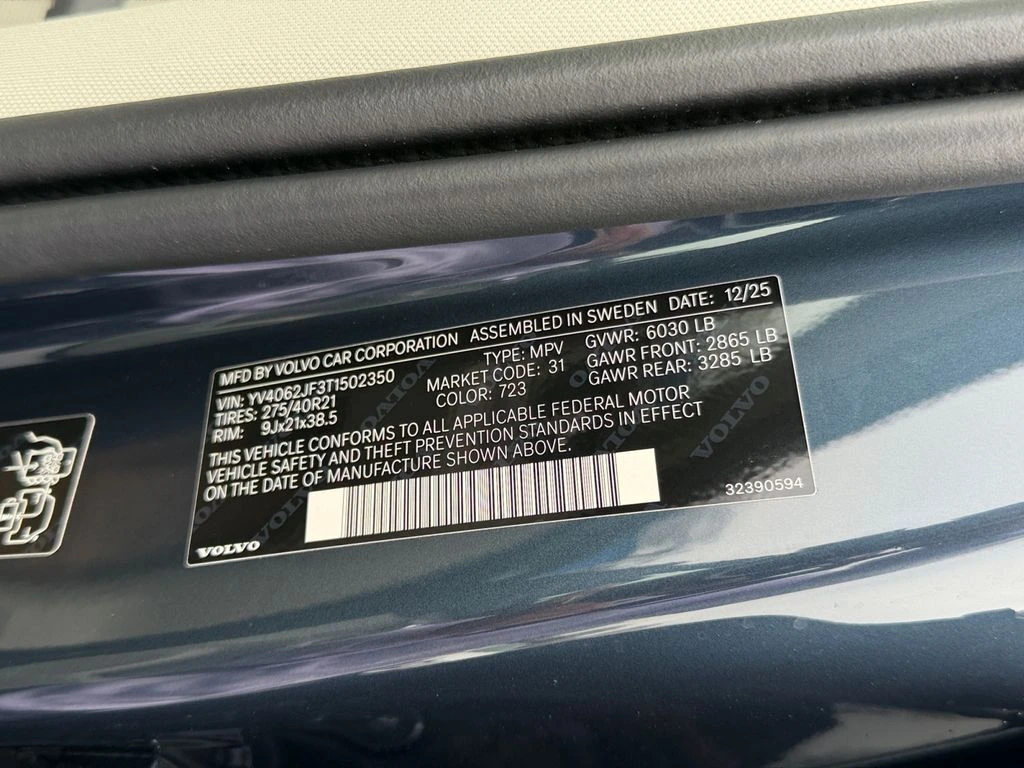 MFD BY VOLVO CAR CORPORATION ASSEMBLED IN SWEDEN DATE: 12/25
VIN: YV4062JF3T1502350 TYPE: MPV GVWR: 6030 LB
TIRES: 275/40R21 MARKET CODE: 31 GAWR FRONT: 2865 LB
RIM: 9Jx21x38.5 COLOR: 723 GAWR REAR: 3285 LB
THIS VEHICLE CONFORMS TO ALL APPLICABLE FEDERAL MOTOR
VEHICLE SAFETY AND THEFT PREVENTION STANDARDS IN EFFECT
ON THE DATE OF MANUFACTURE SHOWN ABOVE.
VOLVO 32390594